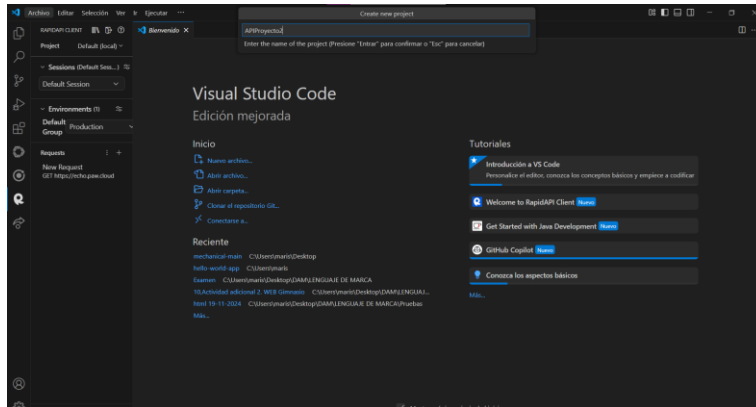 Archivo Editar Selección Ver Ir Ejecutar ···
Create new project
APIProyecto2
Enter the name of the project (Presione "Entrar" para confirmar o "Esc" para cancelar)
RAPIDAPI CLIENT
Bienvenido
Project Default (local)
Sessions (Default Sess...)
Default Session
Environments (1)
Default Group
Production
Requests
New Request
GET https://echo.paw.cloud
Visual Studio Code
Edición mejorada
Inicio
Nuevo archivo...
Abrir archivo...
Abrir carpeta...
Clonar el repositorio Git...
Conectarse a...
Reciente
mechanical-main C:\Users\maris\Desktop
hello-world-app C:\Users\maris
Examen C:\Users\maris\Desktop\DAM\LENGUAJE DE MARCA
10.Actividad adicional 2. WEB Gimnasio C:\Users\maris\Desktop\DAM\LENGUAJ...
html 19-11-2024 C:\Users\maris\Desktop\DAM\LENGUAJE DE MARCA\Pruebas
Más...
Tutoriales
Introducción a VS Code
Personalice el editor, conozca los conceptos básicos y empiece a codificar
Welcome to RapidAPI Client Nuevo
Get Started with Java Development Nuevo
GitHub Copilot Nuevo
Conozca los aspectos básicos
Más...